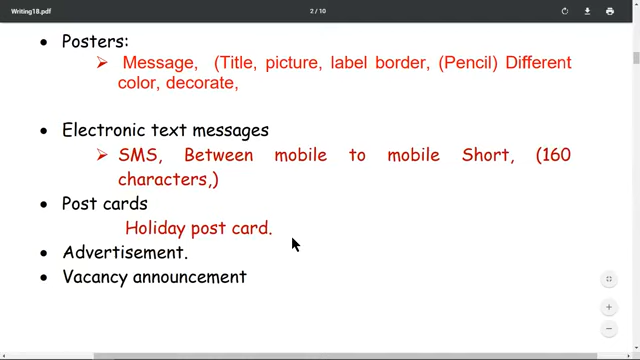 Writing1B.pdf
2 / 10
• Posters:
➢ Message, (Title, picture, label border, (Pencil) Different
color, decorate,
• Electronic text messages
➢ SMS, Between mobile to mobile Short, (160
characters,)
• Post cards
Holiday post card.
• Advertisement.
• Vacancy announcement